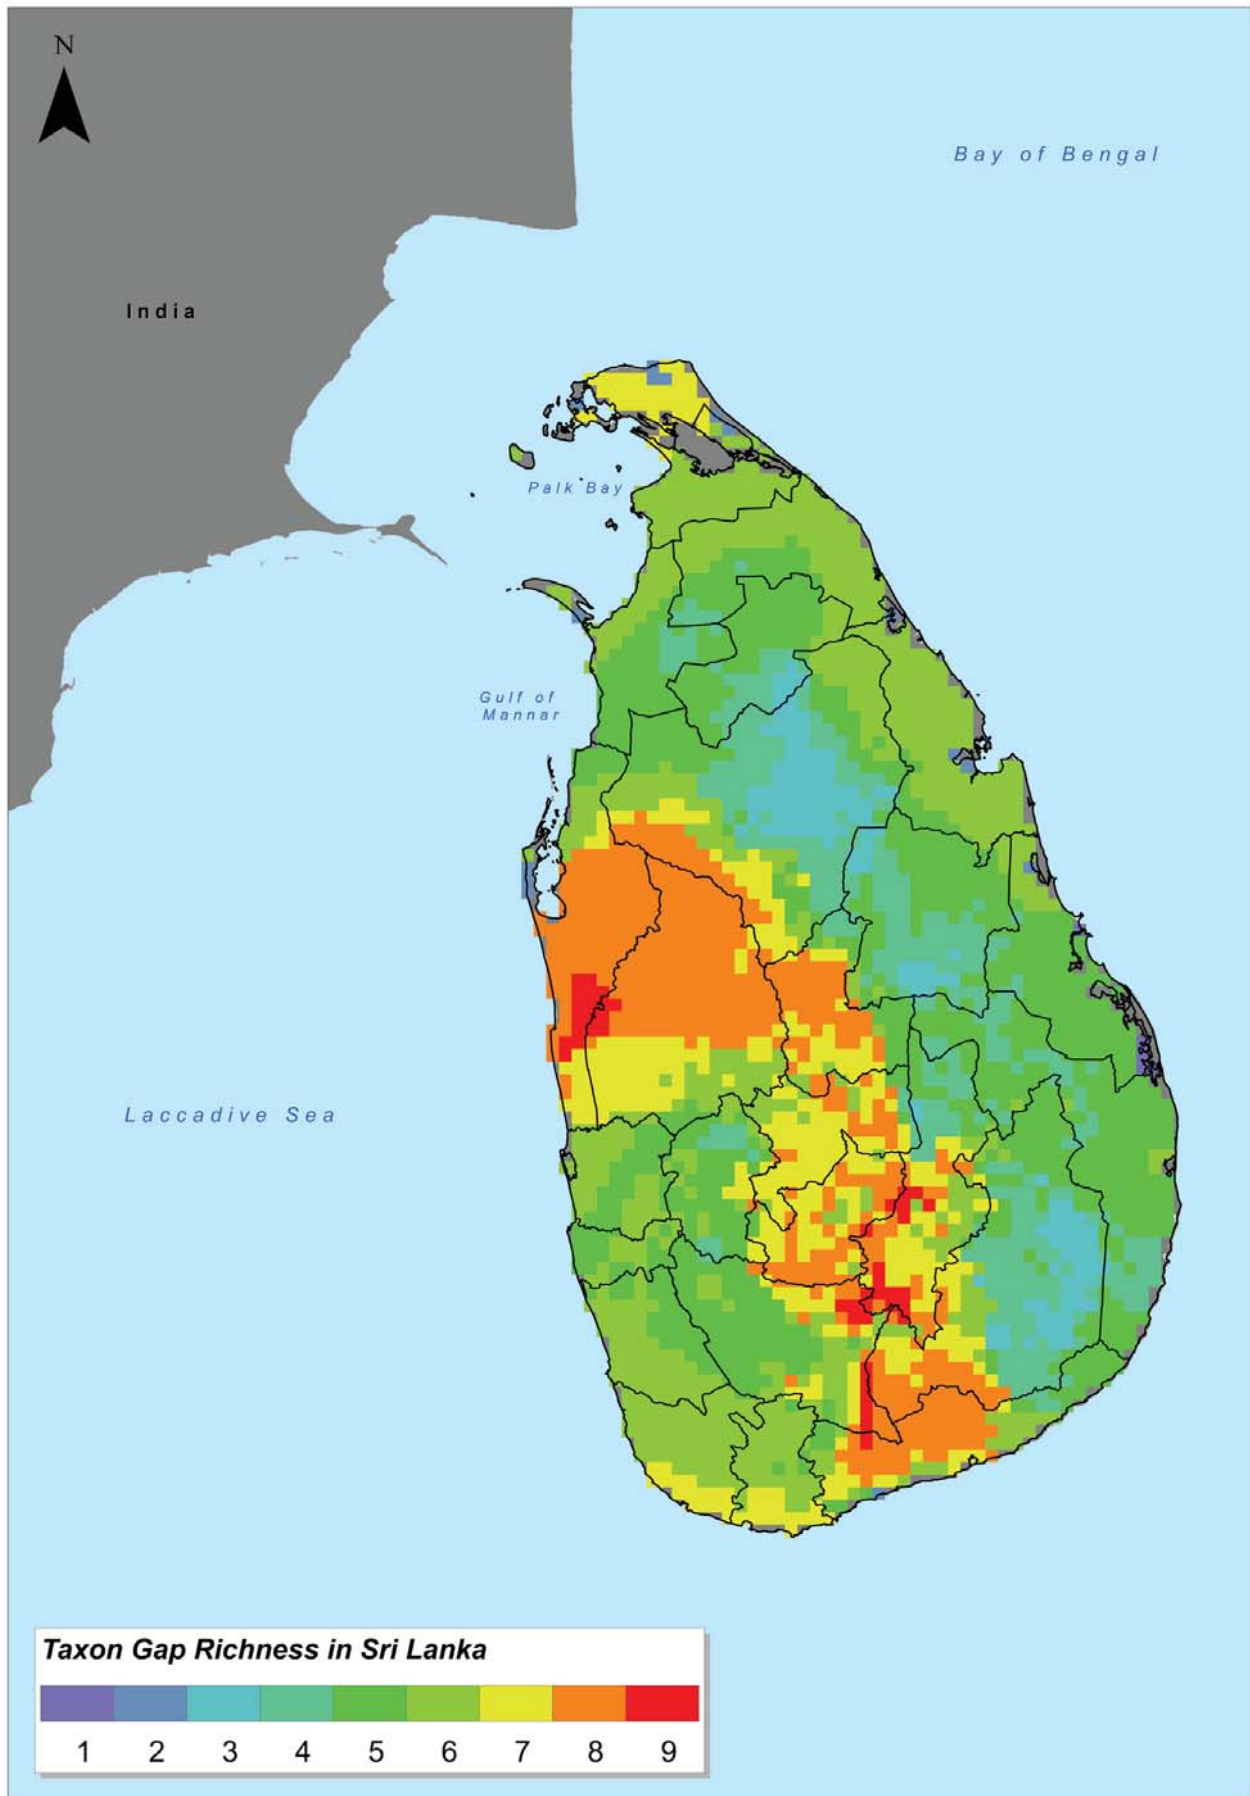 N
Bay of Bengal
India
Palk Bay
Gulf of
Mannar
Laccadive Sea
Taxon Gap Richness in Sri Lanka
1 2 3 4 5 6 7 8 9